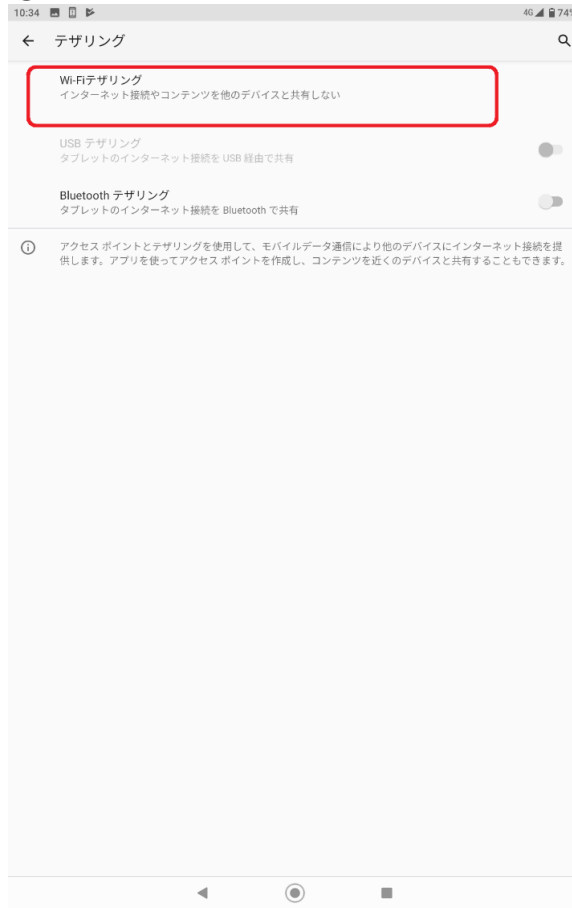 10:34 4G 74%
テザリング
Wi-Fiテザリング
インターネット接続やコンテンツを他のデバイスと共有しない
USB テザリング
タブレットのインターネット接続を USB 経由で共有
Bluetooth テザリング
タブレットのインターネット接続を Bluetooth で共有
アクセス ポイントとテザリングを使用して、モバイルデータ通信により他のデバイスにインターネット接続を提
供します。アプリを使ってアクセス ポイントを作成し、コンテンツを近くのデバイスと共有することもできます。